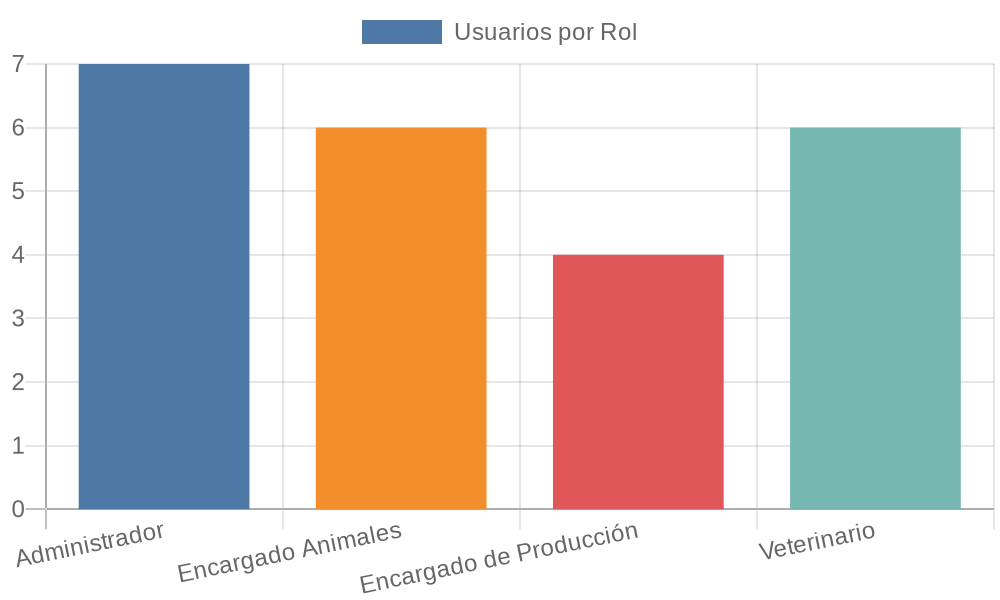 Usuarios por Rol
7
6
5
4
3
2
1
0
Administrador
Encargado Animales
Encargado de Producción
Veterinario